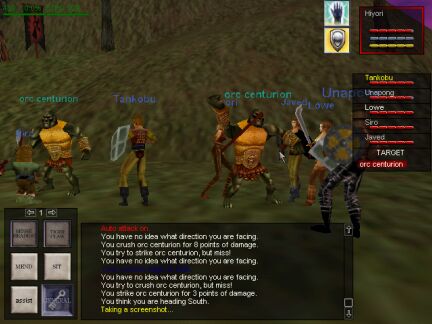 Hiyori
Tankobu
Unapong
Lowe
Siro
Javed
TARGET
orc centurion
orc centurion
Tankobu
orc centurion
Javed
Lowe
Unapo
1
MEND
SIT
assist
GENERAL
Auto attack on.
You have no idea what direction you are facing.
You crush orc centurion for 8 points of damage.
You try to strike orc centurion, but miss!
You have no idea what direction you are facing.
You have no idea what direction you are facing.
You try to crush orc centurion, but miss!
You strike orc centurion for 3 points of damage.
You think you are heading South.
Taking a screenshot...